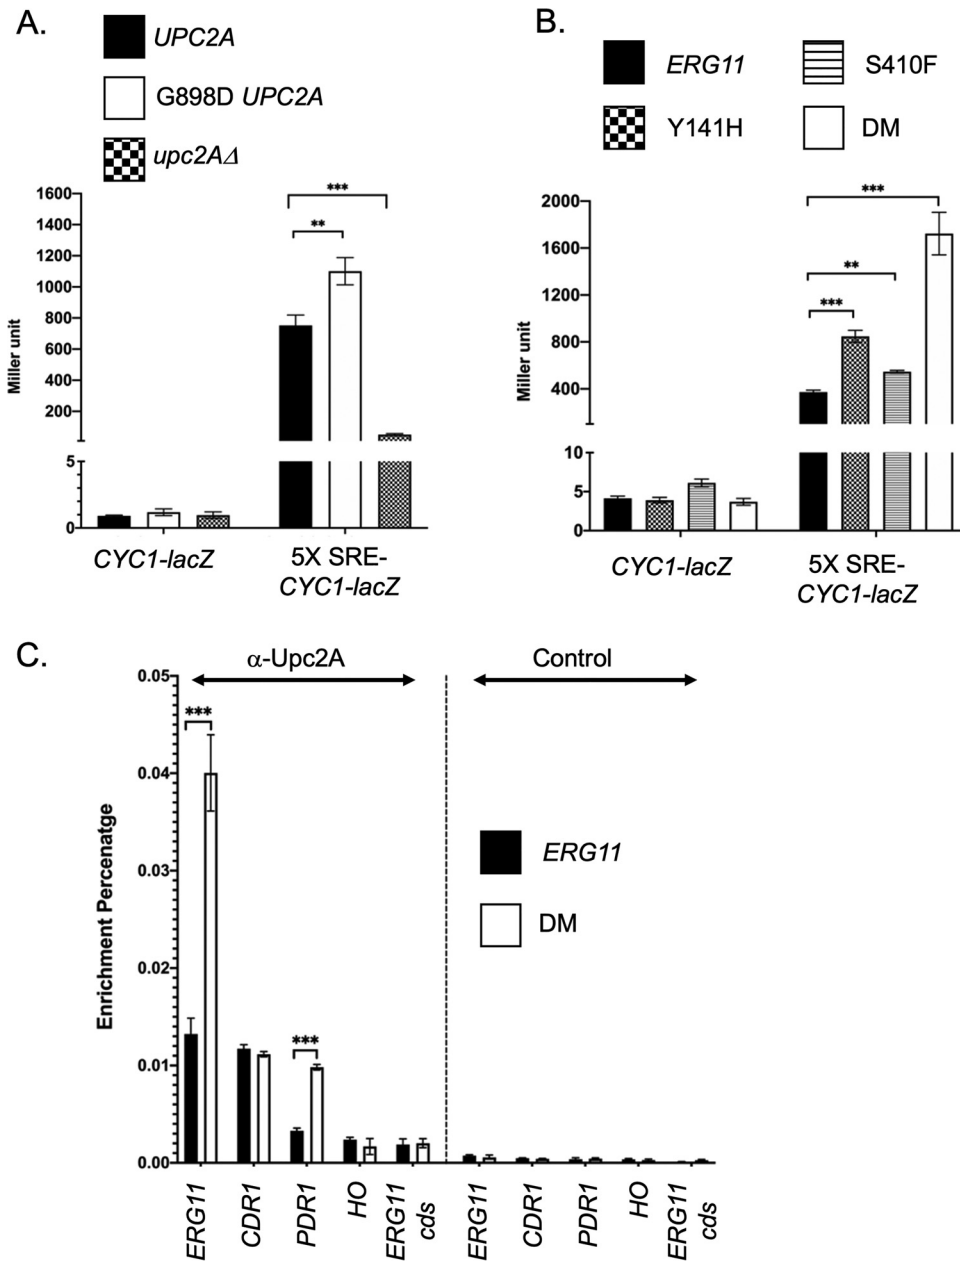 A.
UPC2A
G898D UPC2A
upc2AΔ
1600
1400
1200
1000
800
600
400
200
5
0
Miller unit
***
**
CYC1-lacZ
5X SRE-
CYC1-lacZ
B.
ERG11
S410F
Y141H
DM
2000
1600
1200
800
400
10
5
0
Miller unit
***
**
***
CYC1-lacZ
5X SRE-
CYC1-lacZ
C.
α-Upc2A
Control
0.05
0.04
0.03
0.02
0.01
0.00
Enrichment Percenatge
***
***
ERG11
DM
ERG11
CDR1
PDR1
HO
ERG11
cds
ERG11
CDR1
PDR1
HO
ERG11
cds